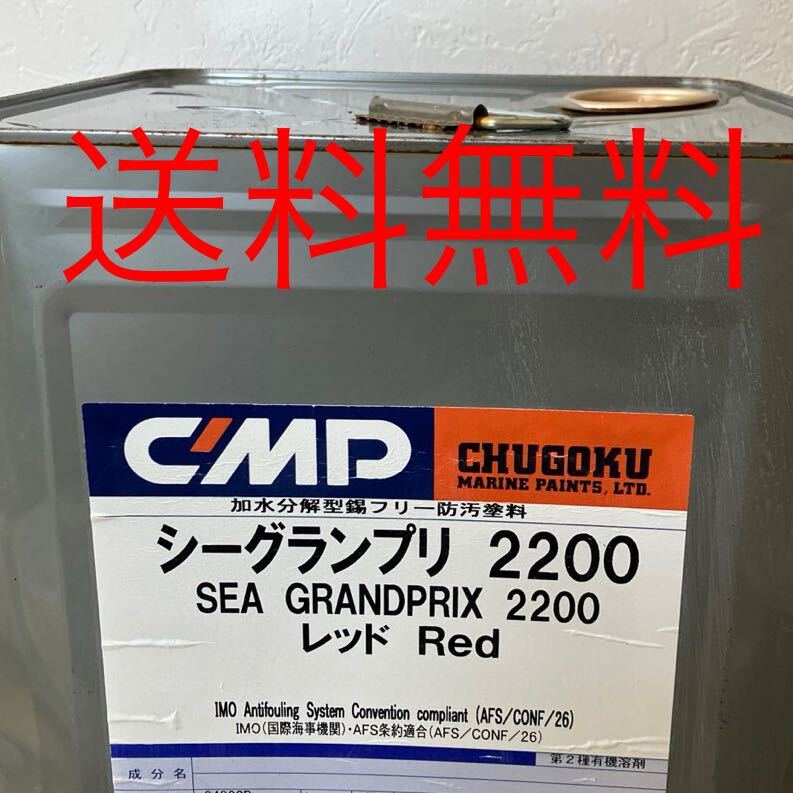 送料無料
CMP
CHUGOKU
MARINE PAINTS, LTD.
加水分解型錫フリー防汚塗料
シーグランプリ 2200
SEA GRANDPRIX 2200
レッド Red
IMO Antifouling System Convention compliant (AFS/CONF/26)
IMO(国際海事機関)・AFS条約適合(AFS/CONF/26)
第2種有機溶剤
成分名